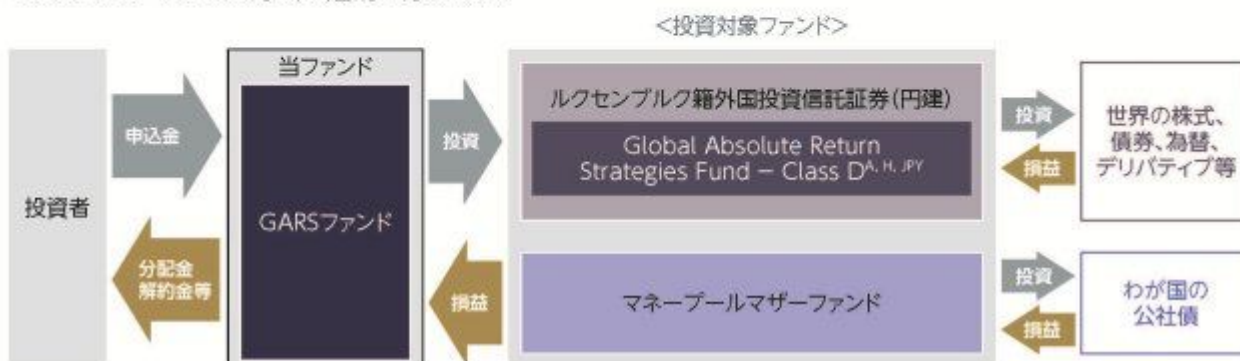 <投資対象ファンド>
投資者
申込金
分配金
解約金等
当ファンド
GARSファンド
投資
損益
ルクセンブルク籍外国投資信託証券(円建)
Global Absolute Return
Strategies Fund – Class D^A, H, JPY
マネープールマザーファンド
投資
損益
世界の株式、
債券、為替、
デリバティブ等
投資
損益
わが国の
公社債